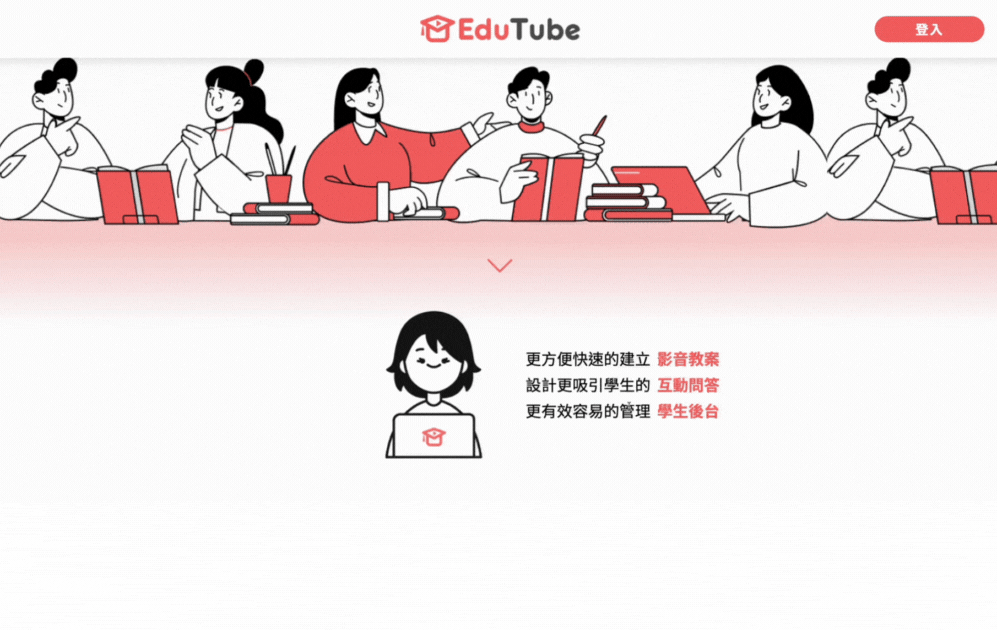 EduTube
登入
更方便快速的建立 影音教案
設計更吸引學生的 互動問答
更有效容易的管理 學生後台